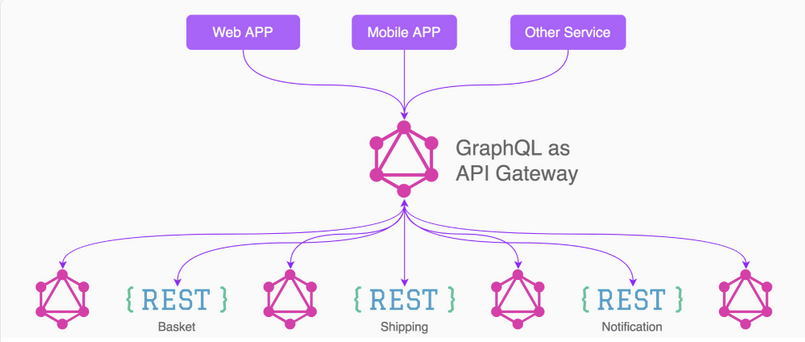 Web APP
Mobile APP
Other Service
GraphQL as
API Gateway
{ REST }
{ REST }
{ REST }
Basket
Shipping
Notification